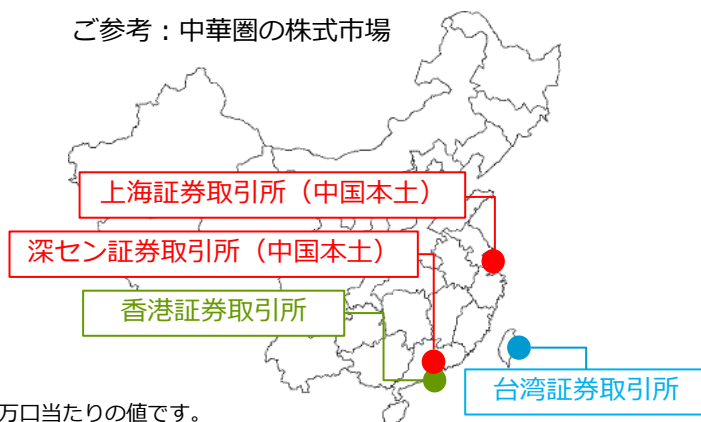 ご参考：中華圏の株式市場
上海証券取引所（中国本土）
深セン証券取引所（中国本土）
香港証券取引所
台湾証券取引所
万口当たりの値です。